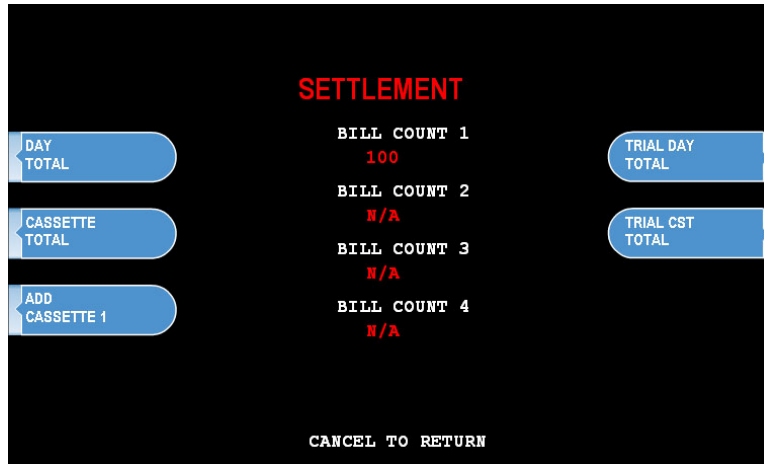 SETTLEMENT
BILL COUNT 1
100
DAY
TOTAL
TRIAL DAY
TOTAL
BILL COUNT 2
N/A
CASSETTE
TOTAL
TRIAL CST
TOTAL
BILL COUNT 3
N/A
ADD
CASSETTE 1
BILL COUNT 4
N/A
CANCEL TO RETURN